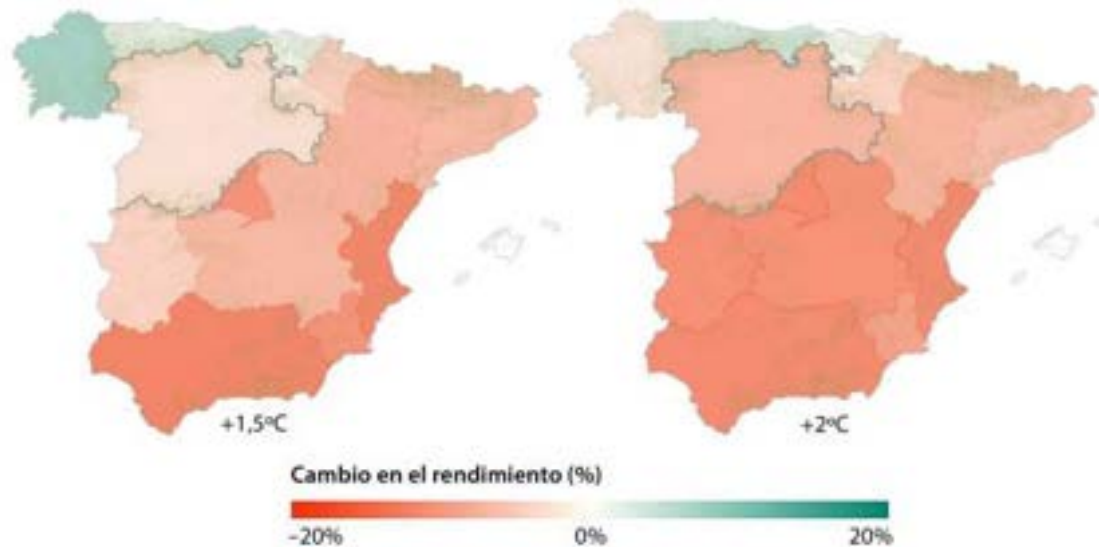 +1,5ºC
+2ºC
Cambio en el rendimiento (%)
–20%
0%
20%